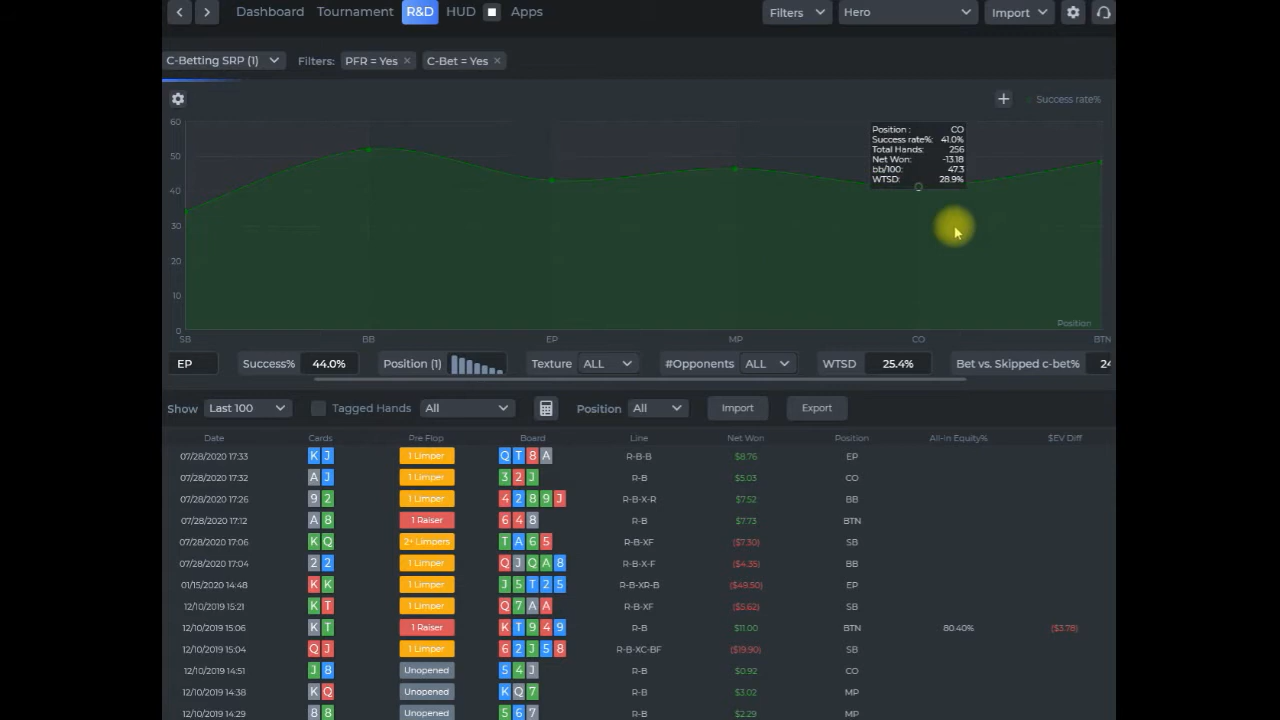 Dashboard Tournament R&D HUD Apps Filters Hero Import
C-Betting SRP (1) Filters: PFR = Yes × C-Bet = Yes ×
Success rate%
60
50
40
30
20
10
0
Position : CO
Success rate%: 41.0%
Total Hands: 256
Net Won: -13.18
bb/100: 47.3
WTSD: 28.9%
Position
SB BB EP MP CO BTN
EP Success% 44.0% Position (1) Texture ALL #Opponents ALL WTSD 25.4% Bet vs. Skipped c-bet% 24
Show Last 100 Tagged Hands All Position All Import Export
Date Cards Pre Flop Board Line Net Won Position All-in Equity% $EV Diff
07/28/2020 17:33 K J 1 Limper Q T 8 A R-B-B $8.76 EP
07/28/2020 17:32 A J 1 Limper 3 2 J R-B $5.03 CO
07/28/2020 17:26 9 2 1 Limper 4 2 8 9 J R-B-X-R $7.52 BB
07/28/2020 17:12 A 8 1 Raiser 6 4 8 R-B $7.73 BTN
07/28/2020 17:06 K Q 2+ Limpers T A 6 5 R-B-XF ($7.30) SB
07/28/2020 17:04 2 2 1 Limper Q J Q A 8 R-B-X-F ($4.35) BB
01/15/2020 14:48 K K 1 Limper J 5 T 2 5 R-B-XR-B ($49.50) EP
12/10/2019 15:21 K T 1 Limper Q 7 A A R-B-XF ($5.62) SB
12/10/2019 15:06 K T 1 Raiser K T 9 4 9 R-B $11.00 BTN 80.40% ($3.78)
12/10/2019 15:04 Q J 1 Limper 6 2 J 5 8 R-B-XC-BF ($19.90) SB
12/10/2019 14:51 J 8 Unopened 5 4 J R-B $0.92 CO
12/10/2019 14:38 K Q Unopened K Q 7 R-B $3.02 MP
12/10/2019 14:29 8 8 Unopened 5 6 7 R-B $2.29 MP